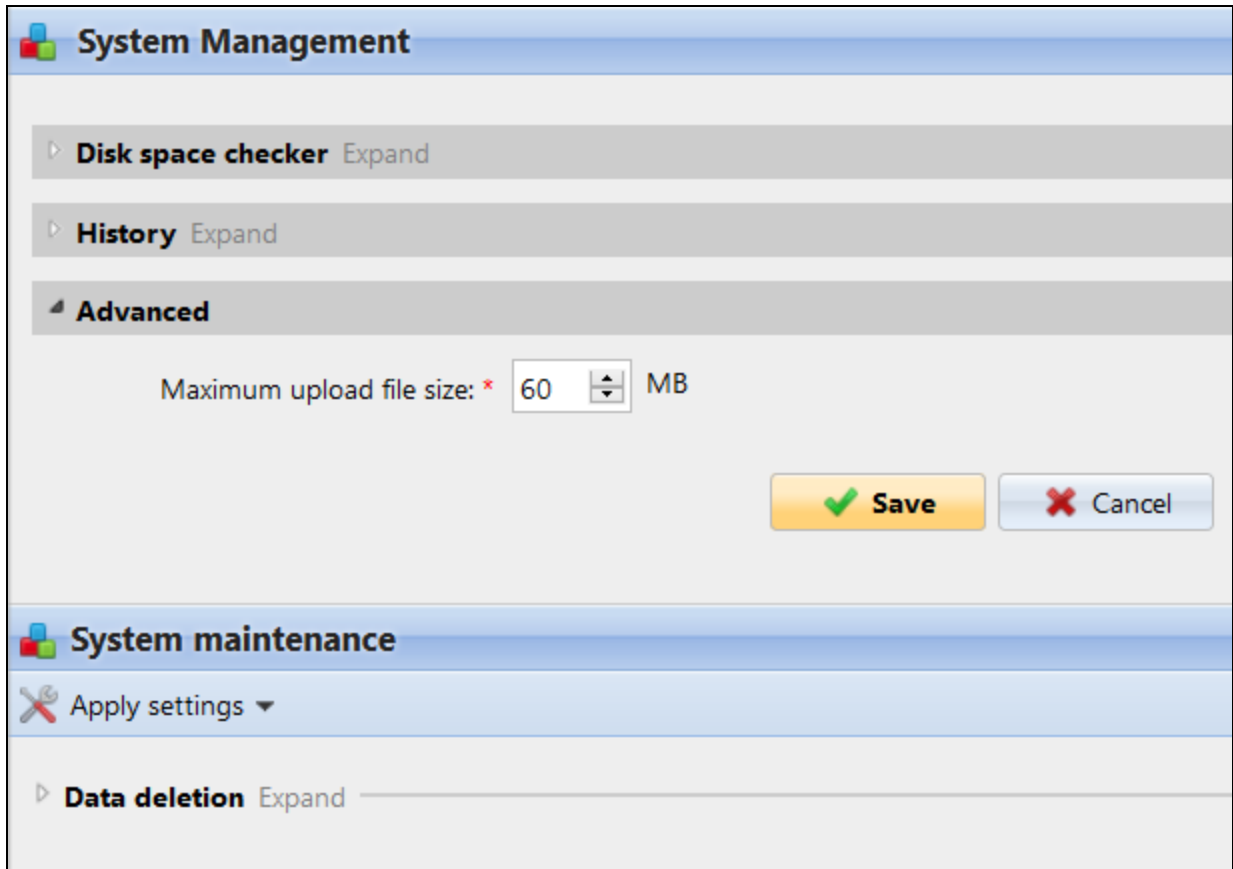 System Management
Disk space checker Expand
History Expand
Advanced
Maximum upload file size: * 60 MB
Save Cancel
System maintenance
Apply settings
Data deletion Expand